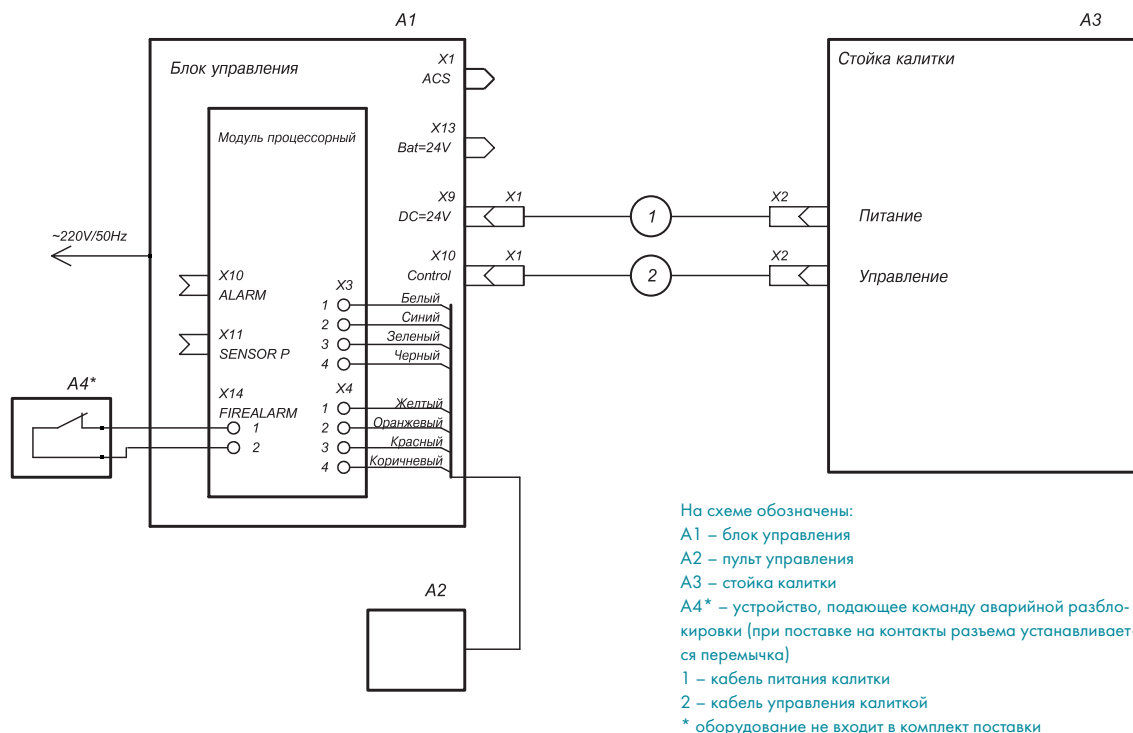 A1
A3
Блок управления
X1
ACS
Стойка калитки
Модуль процессорный
X13
Bat=24V
X9
DC=24V
X1
1
X2
Питание
~220V/50Hz
X10
Control
X1
2
X2
Управление
X10
ALARM
X3
1
Белый
2
Синий
X11
SENSOR P
3
Зеленый
4
Черный
A4*
X14
FIREALARM
X4
1
Желтый
1
2
Оранжевый
2
3
Красный
4
Коричневый
A2
На схеме обозначены:
А1 – блок управления
А2 – пульт управления
А3 – стойка калитки
А4* – устройство, подающее команду аварийной разбло-
кировки (при поставке на контакты разъема устанавливает-
ся перемычка)
1 – кабель питания калитки
2 – кабель управления калиткой
* оборудование не входит в комплект поставки